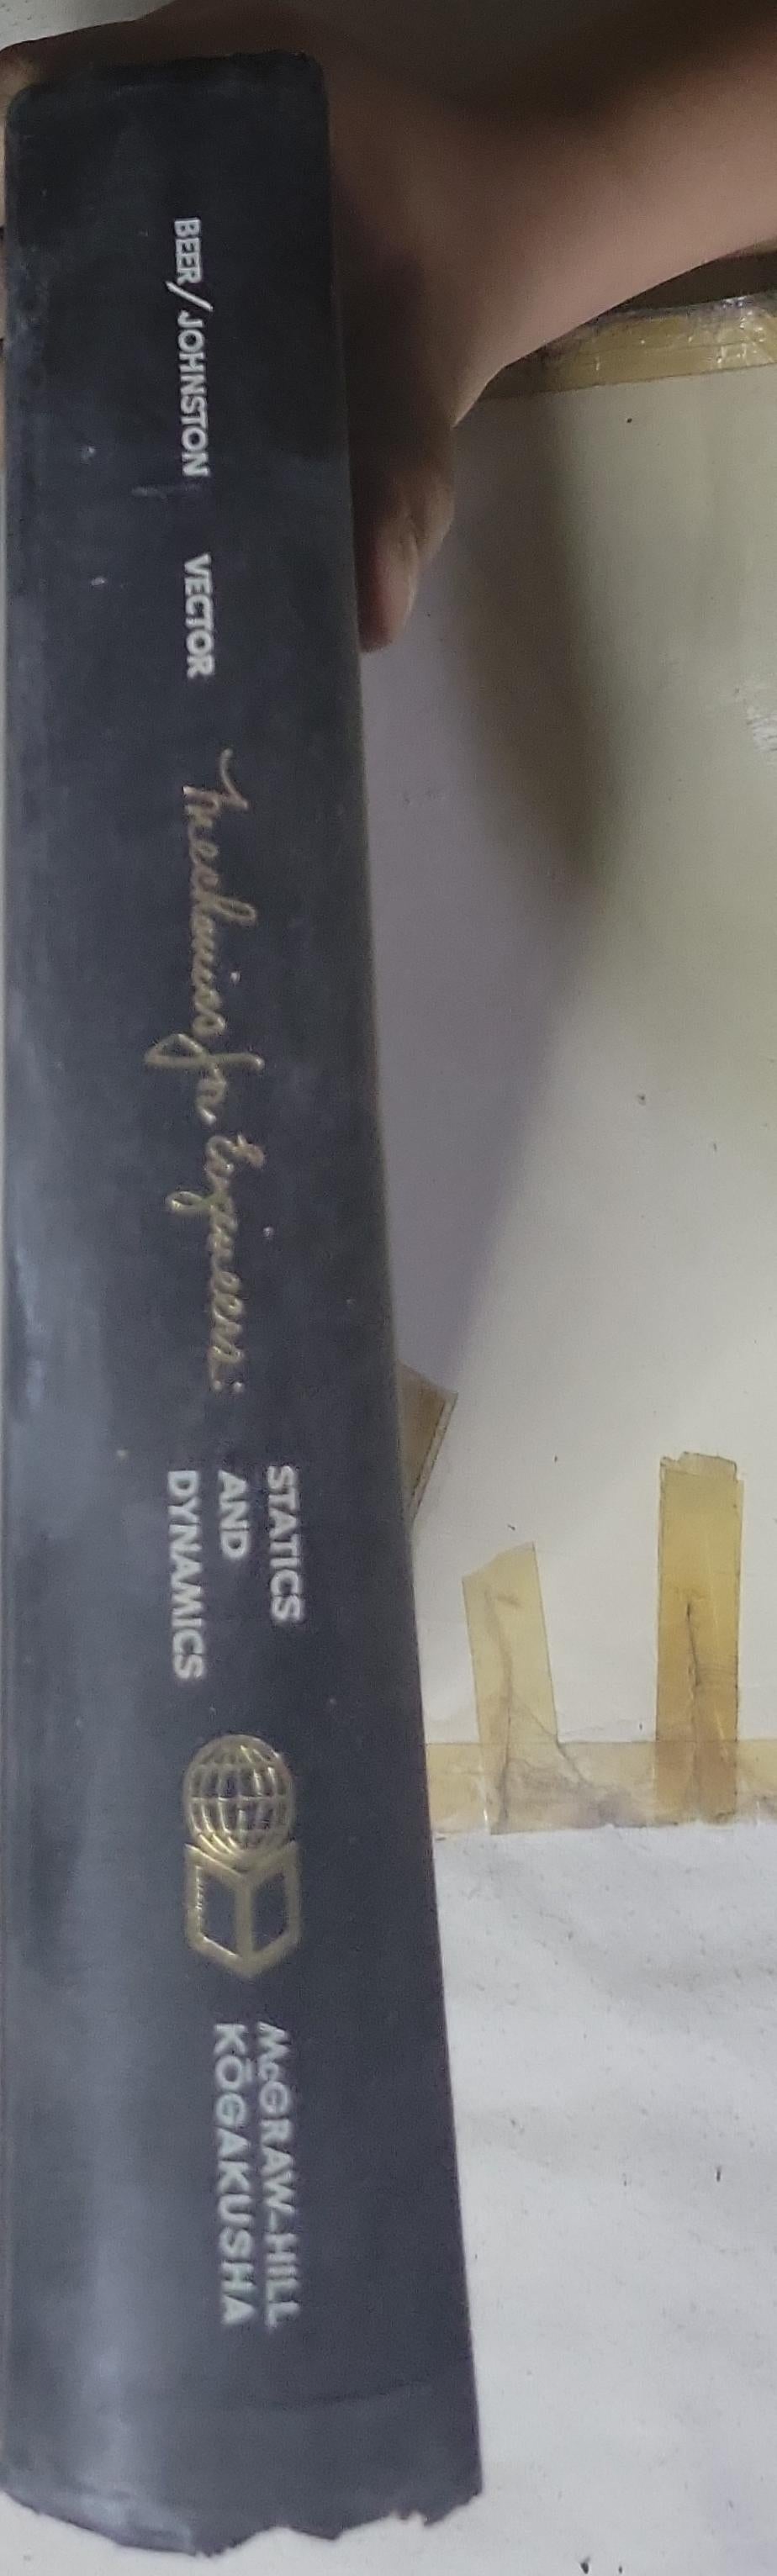 BEER/JOHNSTON VECTOR Mechanics for Engineers:
STATICS
AND
DYNAMICS
McGRAW-HILL
KŌGAKUSHA